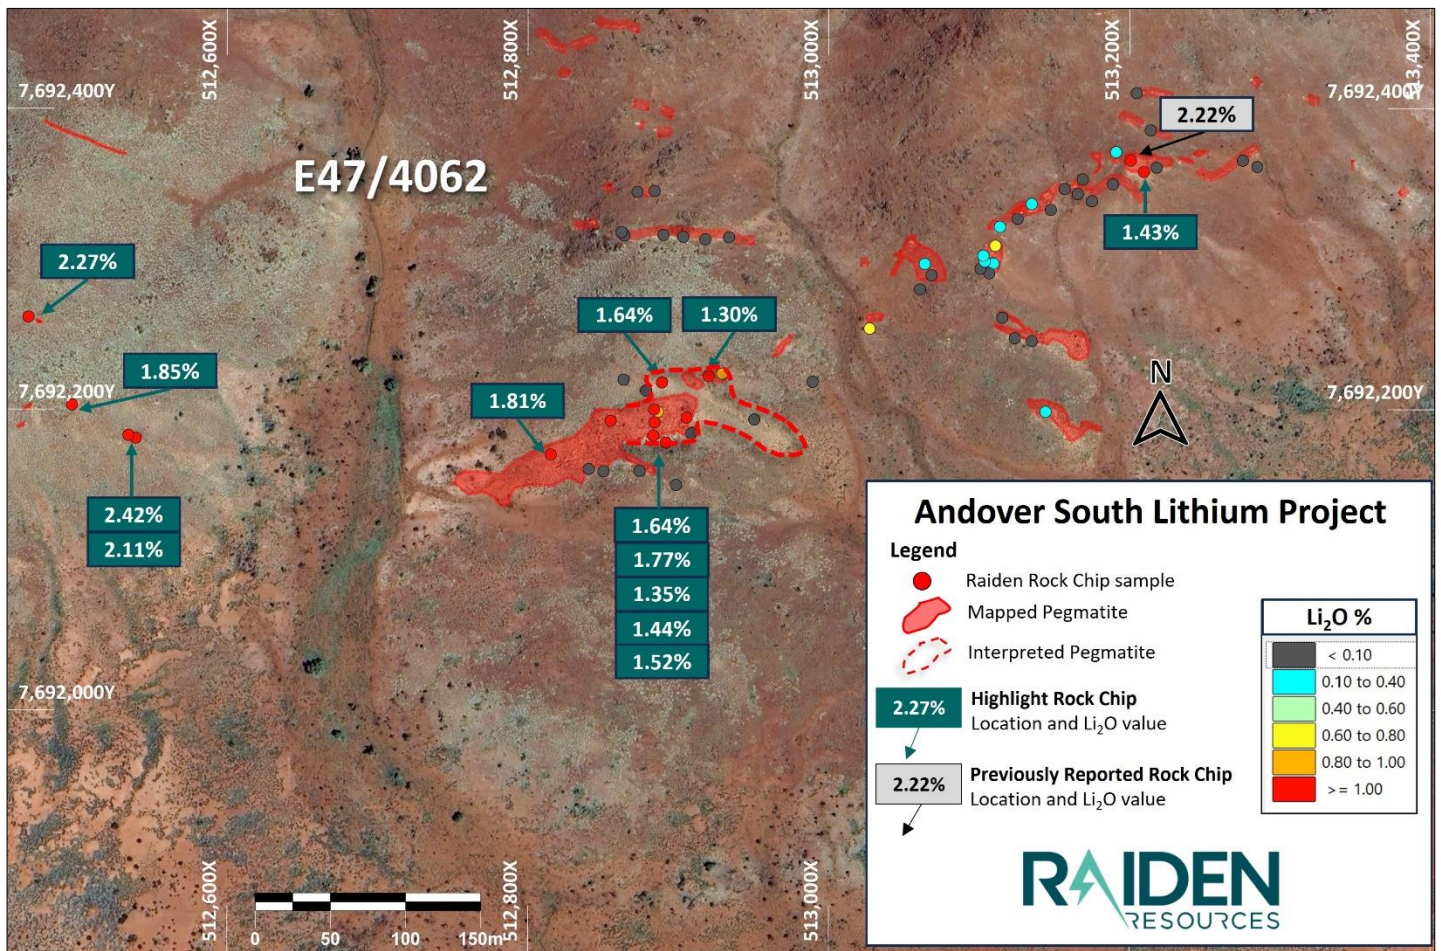 512,600X
512,800X
513,000X
513,200X
513,400X
7,692,400Y
7,692,400Y
2.22%
E47/4062
1.43%
2.27%
1.64%
1.30%
1.85%
1.81%
7,692,200Y
7,692,200Y
N
2.42%
2.11%
1.64%
1.77%
1.35%
1.44%
1.52%
7,692,000Y
Andover South Lithium Project
Legend
Raiden Rock Chip sample
Mapped Pegmatite
Interpreted Pegmatite
2.27%
Highlight Rock Chip
Location and Li₂O value
2.22%
Previously Reported Rock Chip
Location and Li₂O value
Li₂O %
< 0.10
0.10 to 0.40
0.40 to 0.60
0.60 to 0.80
0.80 to 1.00
>= 1.00
RAIDEN
RESOURCES
512,600X
512,800X
513,000X
0 50 100 150m